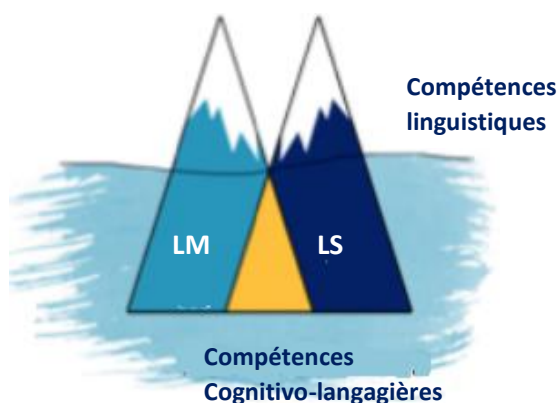 Compétences
linguistiques
LM
LS
Compétences
Cognitivo-langagières